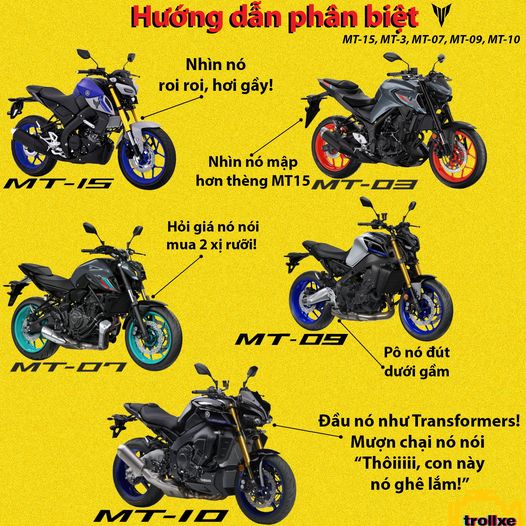 Hướng dẫn phân biệt
MT-15, MT-3, MT-07, MT-09, MT-10
Nhìn nó
roi roi, hơi gầy!
MT-15
Nhìn nó mập
hơn thèng MT15
MT-03
Hỏi giá nó nói
mua 2 xị rưỡi!
MT-07
MT-09
Pô nó đút
dưới gầm
MT-10
Đầu nó như Transformers!
Mượn chại nó nói
“Thôiiiii, con này
nó ghê lắm!”
trollxe